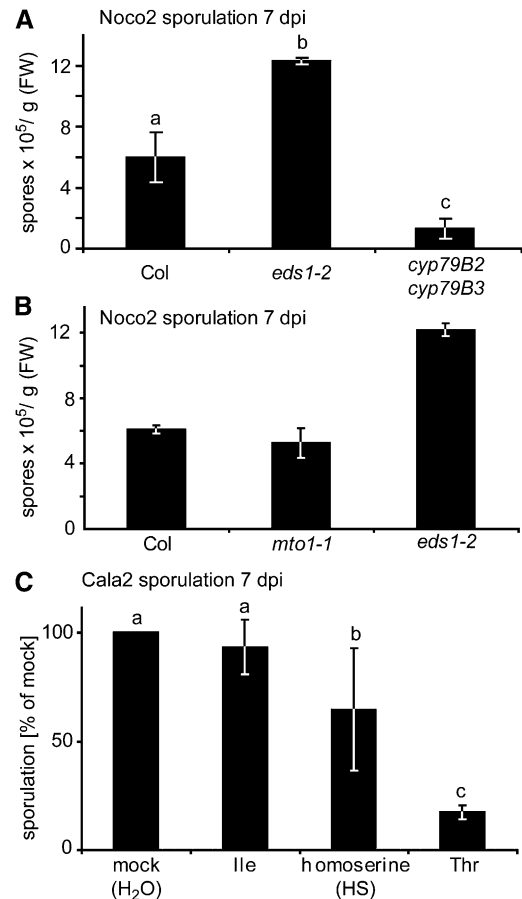 A
Noco2 sporulation 7 dpi
spores x 10⁵/ g (FW)
12
8
4
0
a
b
c
Col
eds1-2
cyp79B2
cyp79B3
B
Noco2 sporulation 7 dpi
spores x 10⁵/ g (FW)
12
8
4
0
Col
mto1-1
eds1-2
C
Cala2 sporulation 7 dpi
sporulation [% of mock]
100
50
0
a
a
b
c
mock
(H₂O)
Ile
homoserine
(HS)
Thr